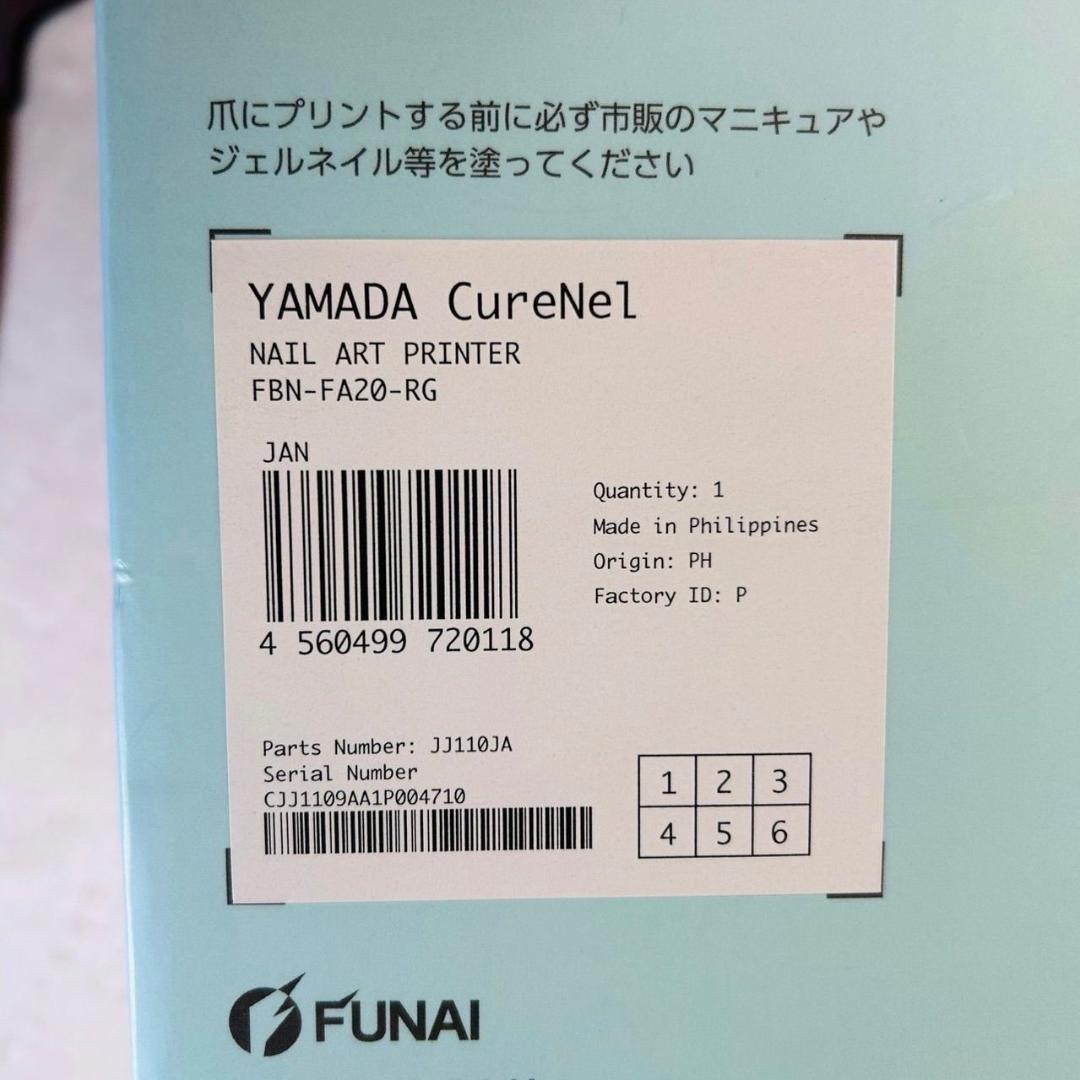 爪にプリントする前に必ず市販のマニキュアや
ジェルネイル等を塗ってください
YAMADA CureNel
NAIL ART PRINTER
FBN-FA20-RG
JAN
4 560499 720118
Quantity: 1
Made in Philippines
Origin: PH
Factory ID: P
Parts Number: JJ110JA
Serial Number
CJJ1109AA1P004710
1 2 3
4 5 6
FUNAI